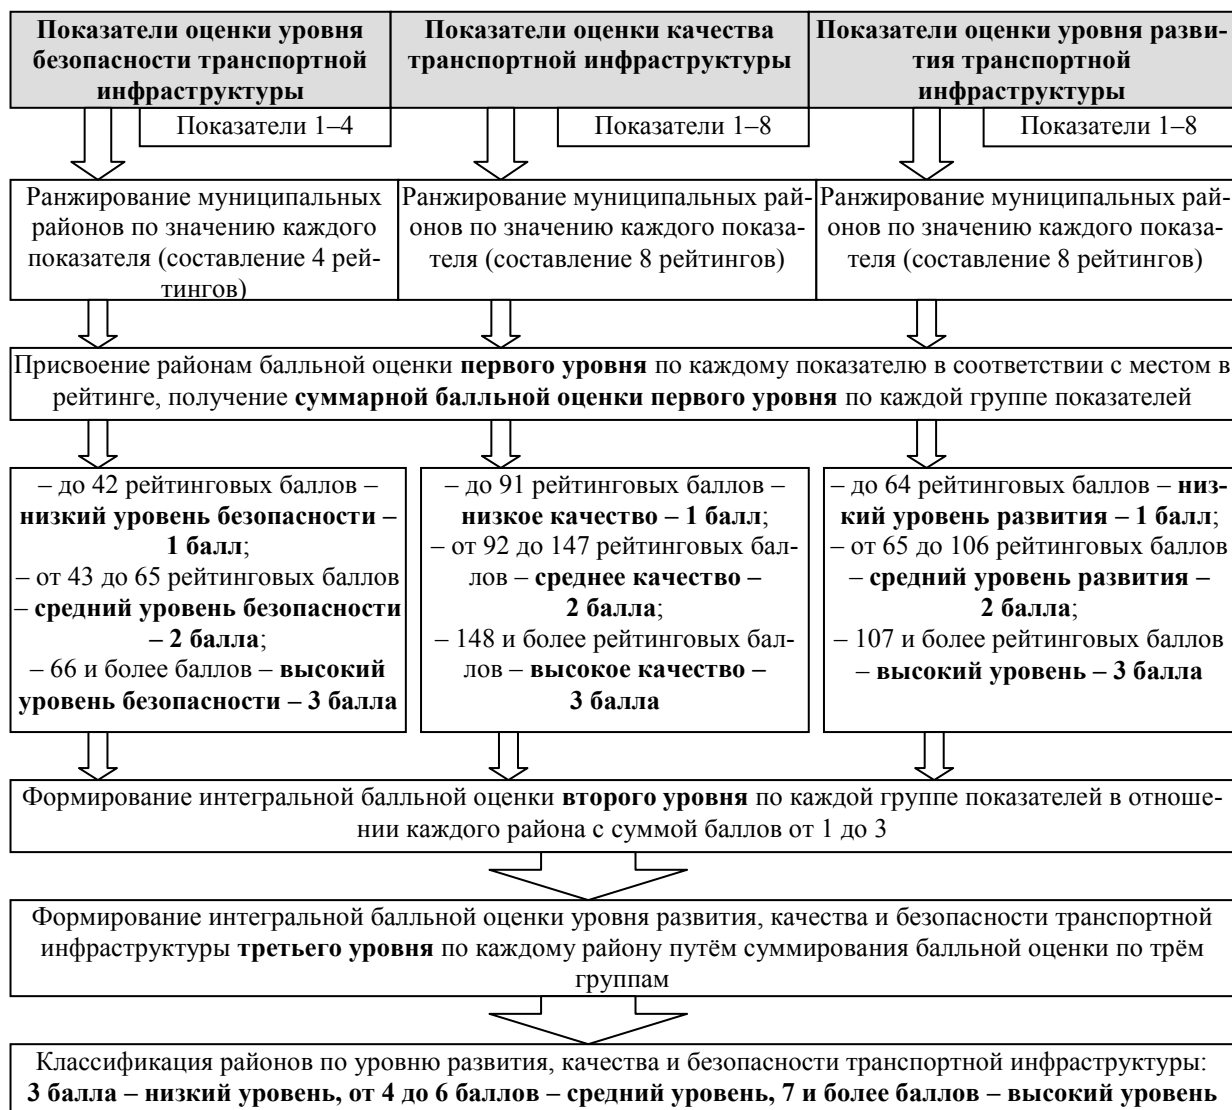 Показатели оценки уровня
безопасности транспортной
инфраструктуры
Показатели оценки качества
транспортной инфраструктуры
Показатели оценки уровня разви-
тия транспортной
инфраструктуры
Показатели 1–4
Показатели 1–8
Показатели 1–8
Ранжирование муниципальных
районов по значению каждого
показателя (составление 4 рей-
тингов)
Ранжирование муниципальных рай-
онов по значению каждого показа-
теля (составление 8 рейтингов)
Ранжирование муниципальных рай-
онов по значению каждого показа-
теля (составление 8 рейтингов)
Присвоение районам балльной оценки первого уровня по каждому показателю в соответствии с местом в
рейтинге, получение суммарной балльной оценки первого уровня по каждой группе показателей
– до 42 рейтинговых баллов –
низкий уровень безопасности –
1 балл;
– от 43 до 65 рейтинговых баллов
– средний уровень безопасности
– 2 балла;
– 66 и более баллов – высокий
уровень безопасности – 3 балла
– до 91 рейтинговых баллов –
низкое качество – 1 балл;
– от 92 до 147 рейтинговых бал-
лов – среднее качество –
2 балла;
– 148 и более рейтинговых бал-
лов – высокое качество –
3 балла
– до 64 рейтинговых баллов – низ-
кий уровень развития – 1 балл;
– от 65 до 106 рейтинговых баллов
– средний уровень развития –
2 балла;
– 107 и более рейтинговых баллов
– высокий уровень – 3 балла
Формирование интегральной балльной оценки второго уровня по каждой группе показателей в отноше-
нии каждого района с суммой баллов от 1 до 3
Формирование интегральной балльной оценки уровня развития, качества и безопасности транспортной
инфраструктуры третьего уровня по каждому району путём суммирования балльной оценки по трём
группам
Классификация районов по уровню развития, качества и безопасности транспортной инфраструктуры:
3 балла – низкий уровень, от 4 до 6 баллов – средний уровень, 7 и более баллов – высокий уровень